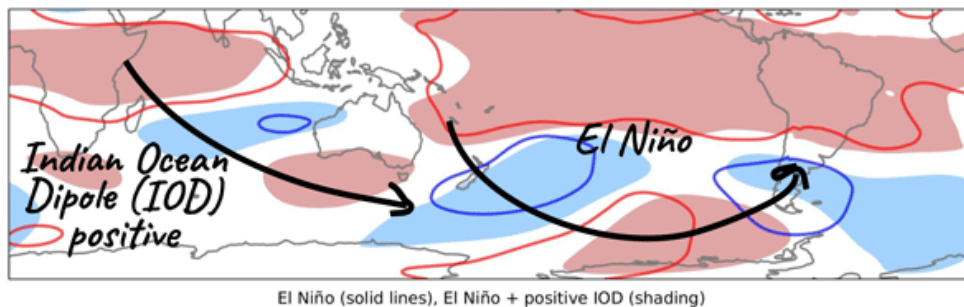 Indian Ocean
Dipole (IOD)
positive
El Niño
El Niño (solid lines), El Niño + positive IOD (shading)